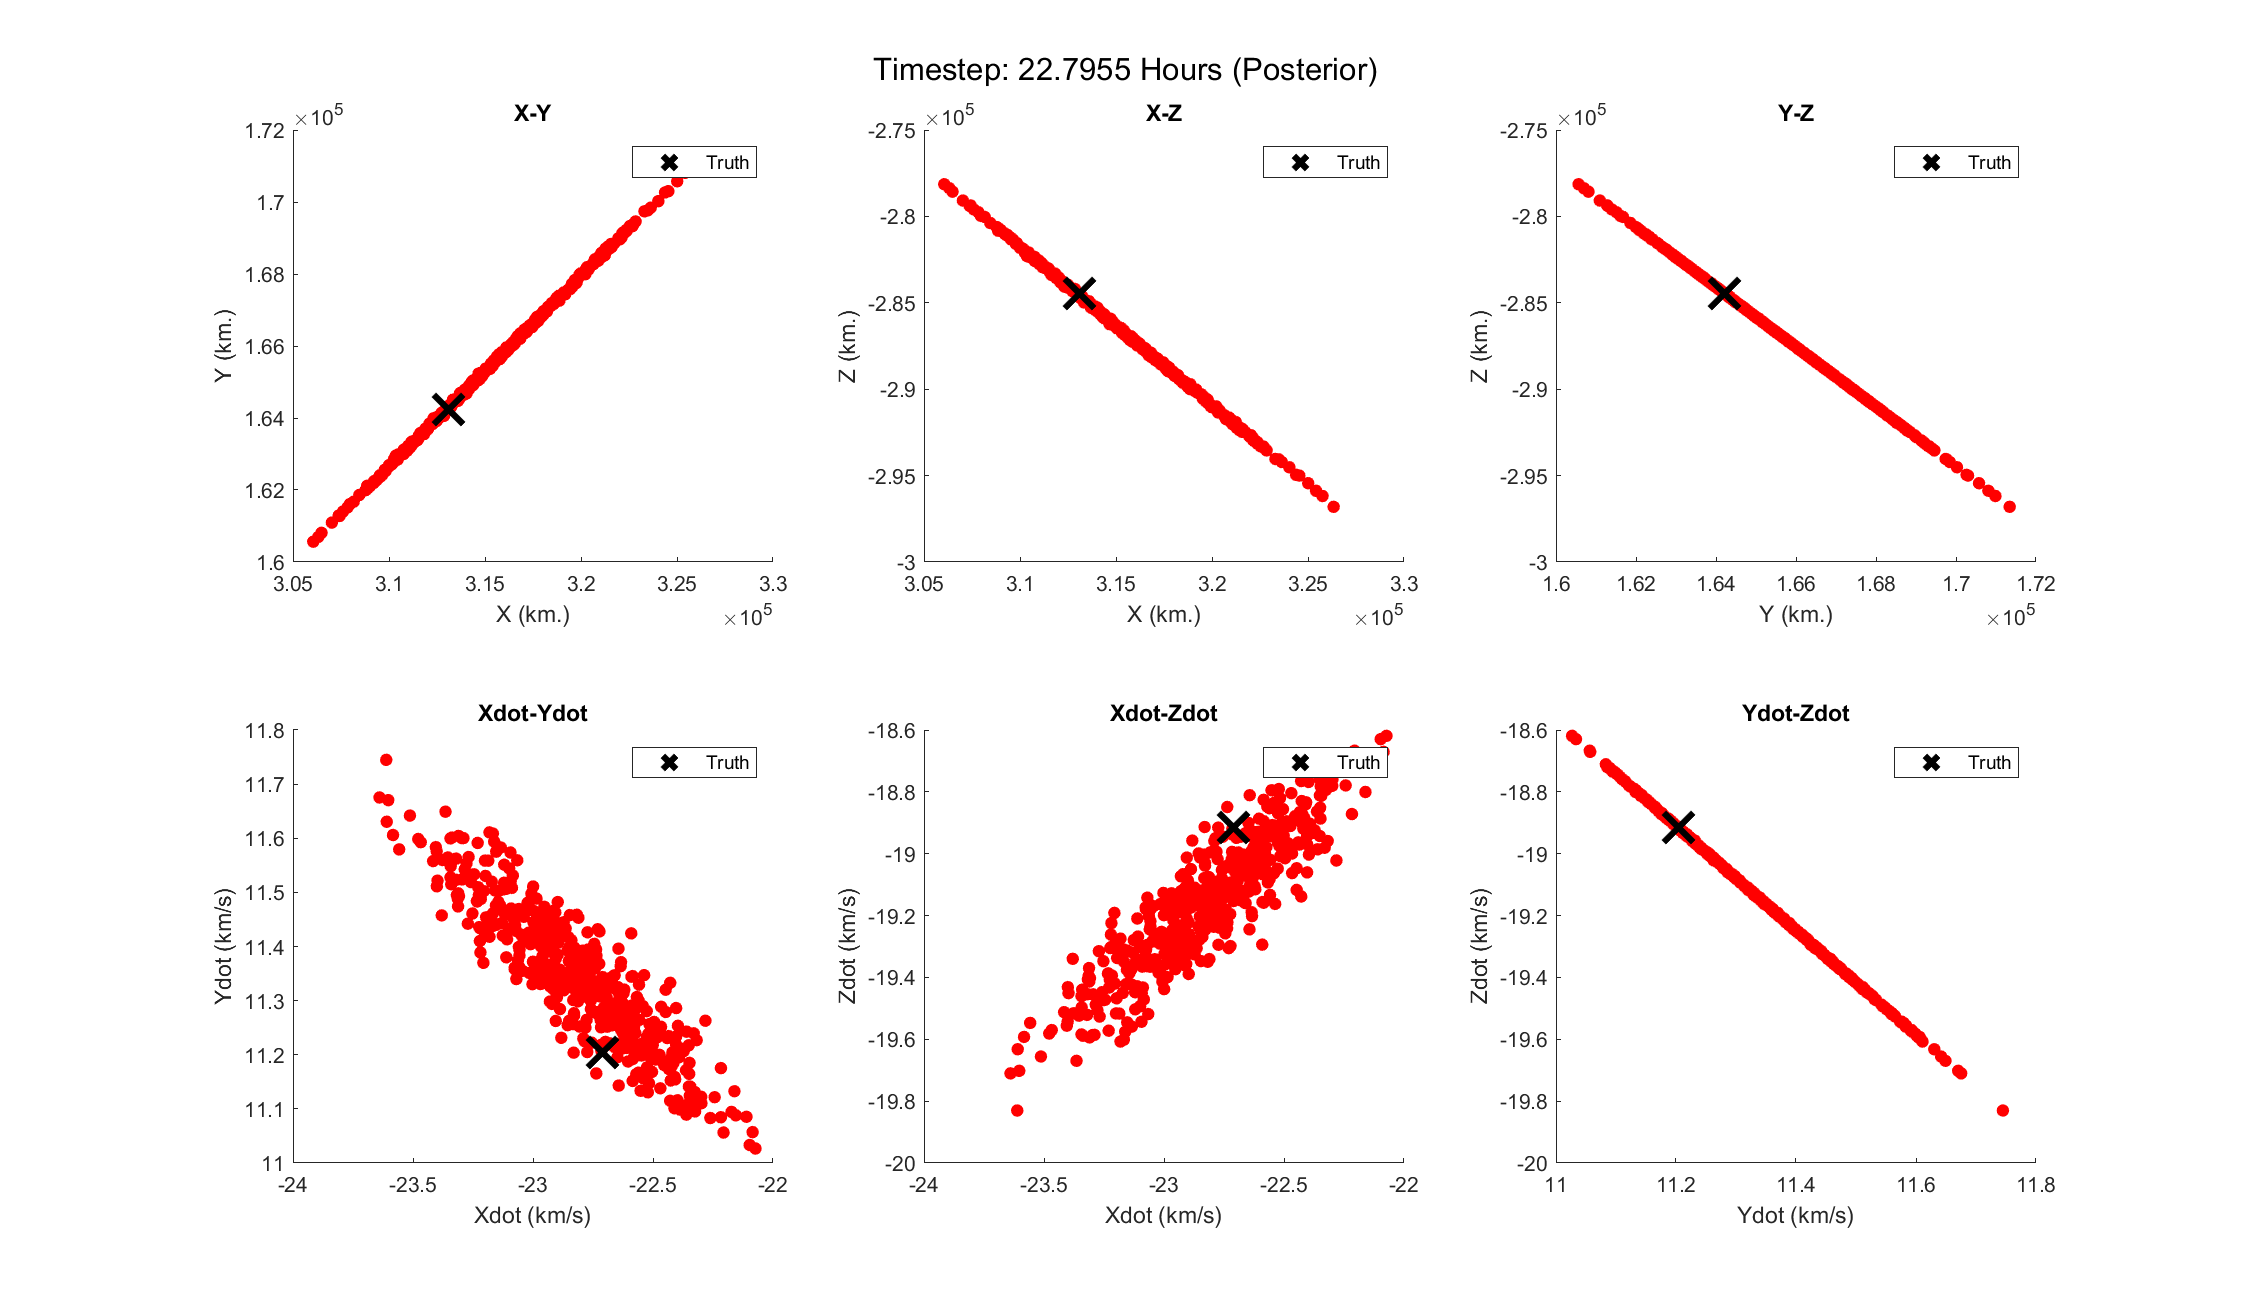 Timestep: 22.7955 Hours (Posterior)
X-Y
×10^5
1.72
1.7
1.68
1.66
1.64
1.62
1.6
Y (km.)
3.05 3.1 3.15 3.2 3.25 3.3
X (km.)
×10^5
Truth
X-Z
×10^5
-2.75
-2.8
-2.85
-2.9
-2.95
-3
Z (km.)
3.05 3.1 3.15 3.2 3.25 3.3
X (km.)
×10^5
Truth
Y-Z
×10^5
-2.75
-2.8
-2.85
-2.9
-2.95
-3
Z (km.)
1.6 1.62 1.64 1.66 1.68 1.7 1.72
Y (km.)
×10^5
Truth
Xdot-Ydot
11.8
11.7
11.6
11.5
11.4
11.3
11.2
11.1
11
Ydot (km/s)
-24 -23.5 -23 -22.5 -22
Xdot (km/s)
Truth
Xdot-Zdot
-18.6
-18.8
-19
-19.2
-19.4
-19.6
-19.8
-20
Zdot (km/s)
-24 -23.5 -23 -22.5 -22
Xdot (km/s)
Truth
Ydot-Zdot
-18.6
-18.8
-19
-19.2
-19.4
-19.6
-19.8
-20
Zdot (km/s)
11 11.2 11.4 11.6 11.8
Ydot (km/s)
Truth